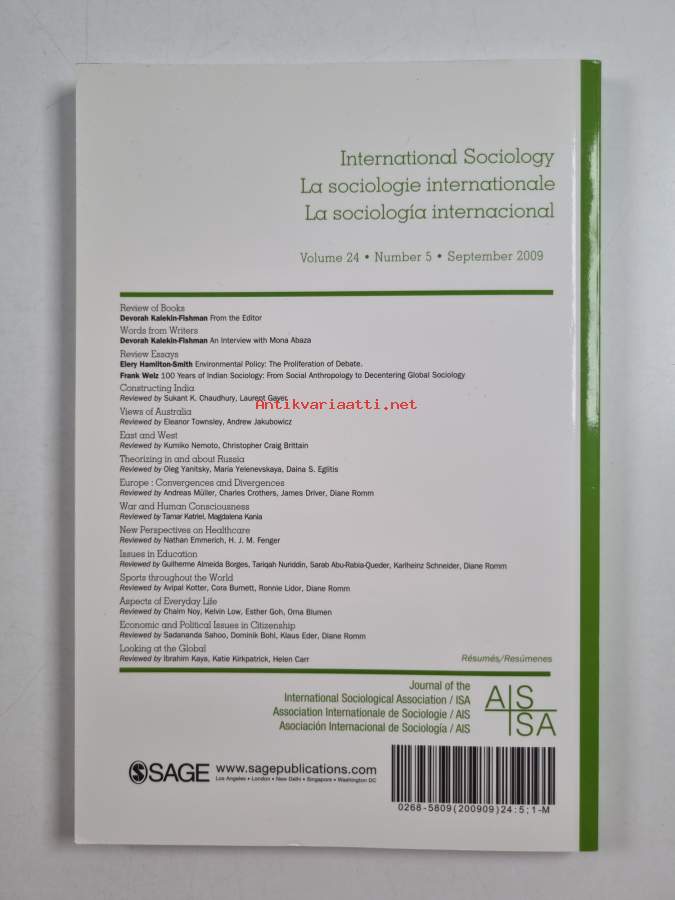 International Sociology
La sociologie internationale
La sociología internacional
Volume 24 • Number 5 • September 2009
Review of Books
Devorah Kalekin-Fishman From the Editor
Words from Writers
Devorah Kalekin-Fishman An Interview with Mona Abaza
Review Essays
Elery Hamilton-Smith Environmental Policy: The Proliferation of Debate.
Frank Welz 100 Years of Indian Sociology: From Social Anthropology to Decentering Global Sociology
Constructing India
Reviewed by Sukant K. Chaudhury, Laurent Gayer
Antikvariaatti.net
Views of Australia
Reviewed by Eleanor Townsley, Andrew Jakubowicz
East and West
Reviewed by Kumiko Nemoto, Christopher Craig Brittain
Theorizing in and about Russia
Reviewed by Oleg Yanitsky, Maria Yelenevskaya, Daina S. Eglitis
Europe : Convergences and Divergences
Reviewed by Andreas Müller, Charles Crothers, James Driver, Diane Romm
War and Human Consciousness
Reviewed by Tamar Katriel, Magdalena Kania
New Perspectives on Healthcare
Reviewed by Nathan Emmerich, H. J. M. Fenger
Issues in Education
Reviewed by Guilherme Almeida Borges, Tariqah Nuriddin, Sarab Abu-Rabia-Queder, Karlheinz Schneider, Diane Romm
Sports throughout the World
Reviewed by Avipal Kotter, Cora Burnett, Ronnie Lidor, Diane Romm
Aspects of Everyday Life
Reviewed by Chaim Noy, Kelvin Low, Esther Goh, Orna Blumen
Economic and Political Issues in Citizenship
Reviewed by Sadananda Sahoo, Dominik Bohl, Klaus Eder, Diane Romm
Looking at the Global
Reviewed by Ibrahim Kaya, Katie Kirkpatrick, Helen Carr
Résumés/Resúmenes
Journal of the
International Sociological Association / ISA
Association Internationale de Sociologie / AIS
Asociación Internacional de Sociología / AIS
AIS
ISA
SAGE www.sagepublications.com
Los Angeles • London • New Delhi • Singapore • Washington DC
0268-5809(200909)24:5;1-M